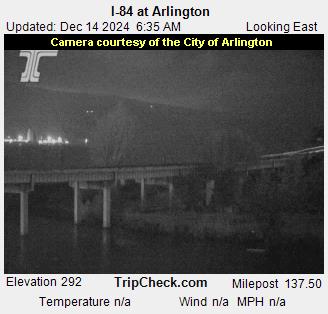 I-84 at Arlington
Updated: Dec 14 2024 6:35 AM Looking East
Camera courtesy of the City of Arlington
Elevation 292 TripCheck.com Milepost 137.50
Temperature n/a Wind n/a MPH n/a